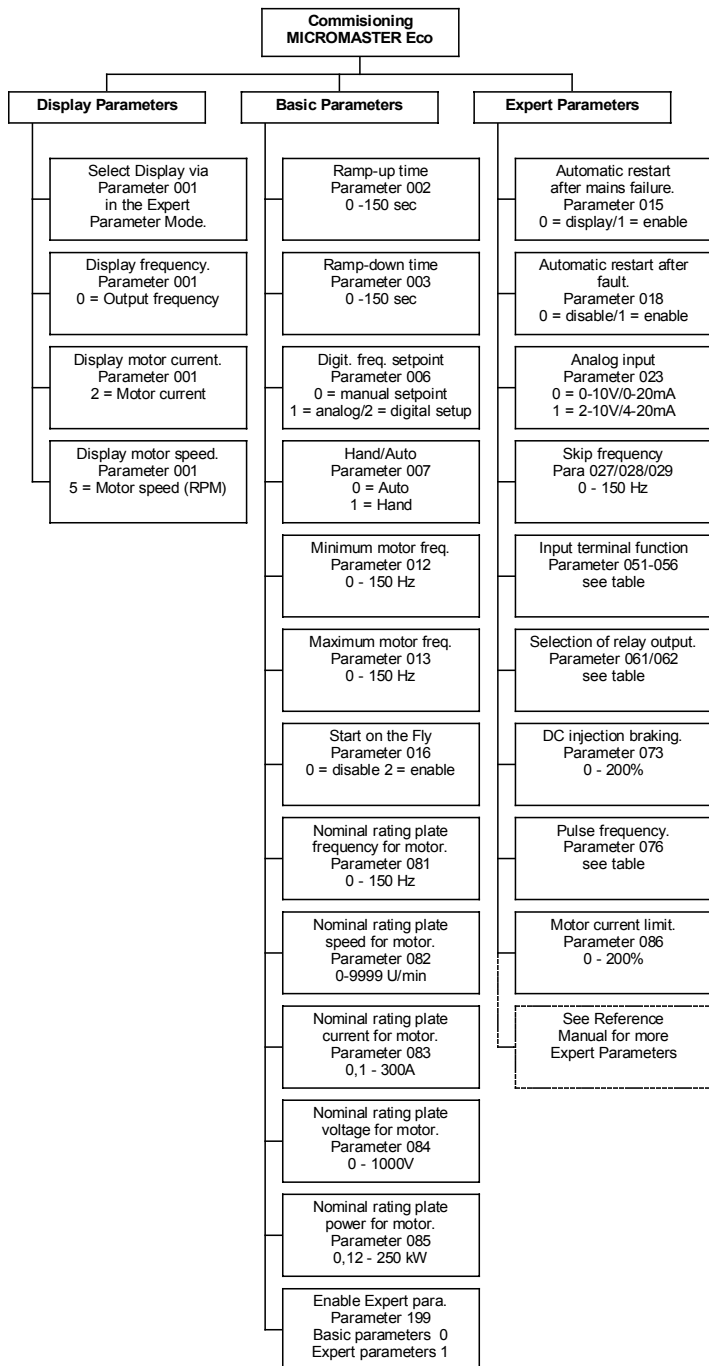 Commisioning
MICROMASTER Eco
Display Parameters
Basic Parameters
Expert Parameters
Select Display via
Parameter 001
in the Expert
Parameter Mode.
Display frequency.
Parameter 001
0 = Output frequency
Display motor current.
Parameter 001
2 = Motor current
Display motor speed.
Parameter 001
5 = Motor speed (RPM)
Ramp-up time
Parameter 002
0 -150 sec
Ramp-down time
Parameter 003
0 -150 sec
Digit. freq. setpoint
Parameter 006
0 = manual setpoint
1 = analog/2 = digital setup
Hand/Auto
Parameter 007
0 = Auto
1 = Hand
Minimum motor freq.
Parameter 012
0 - 150 Hz
Maximum motor freq.
Parameter 013
0 - 150 Hz
Start on the Fly
Parameter 016
0 = disable 2 = enable
Nominal rating plate
frequency for motor.
Parameter 081
0 - 150 Hz
Nominal rating plate
speed for motor.
Parameter 082
0-9999 U/min
Nominal rating plate
current for motor.
Parameter 083
0,1 - 300A
Nominal rating plate
voltage for motor.
Parameter 084
0 - 1000V
Nominal rating plate
power for motor.
Parameter 085
0,12 - 250 kW
Enable Expert para.
Parameter 199
Basic parameters 0
Expert parameters 1
Automatic restart
after mains failure.
Parameter 015
0 = display/1 = enable
Automatic restart after
fault.
Parameter 018
0 = disable/1 = enable
Analog input
Parameter 023
0 = 0-10V/0-20mA
1 = 2-10V/4-20mA
Skip frequency
Para 027/028/029
0 - 150 Hz
Input terminal function
Parameter 051-056
see table
Selection of relay output.
Parameter 061/062
see table
DC injection braking.
Parameter 073
0 - 200%
Pulse frequency.
Parameter 076
see table
Motor current limit.
Parameter 086
0 - 200%
See Reference
Manual for more
Expert Parameters